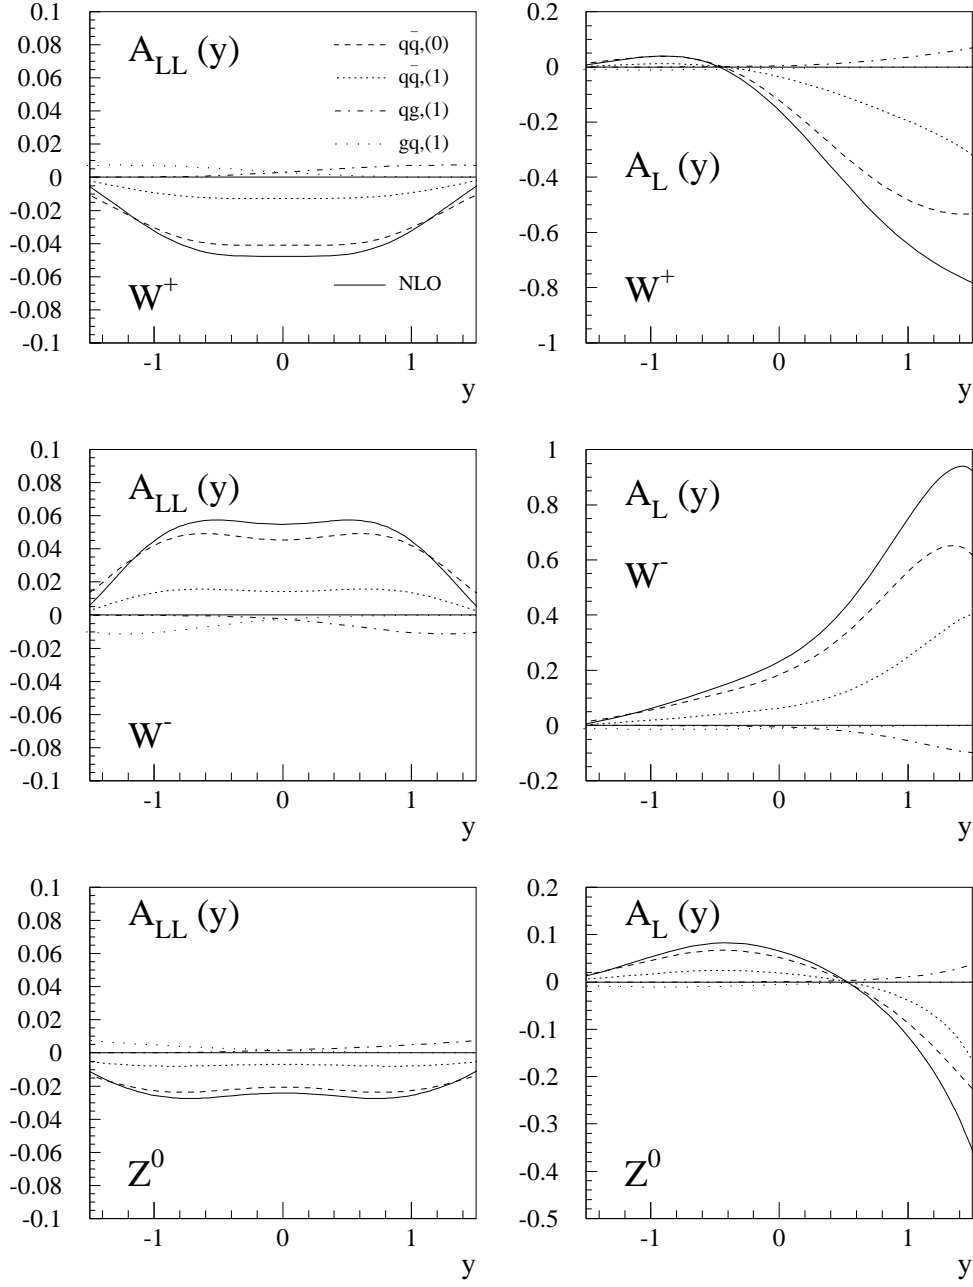 A_LL (y)
qq̄,(0)
qq̄,(1)
qg,(1)
gq,(1)
NLO
W⁺
0.1
0.08
0.06
0.04
0.02
0
-0.02
-0.04
-0.06
-0.08
-0.1
-1 0 1
y
A_L (y)
W⁺
0.2
0
-0.2
-0.4
-0.6
-0.8
-1
-1 0 1
y
A_LL (y)
W⁻
0.1
0.08
0.06
0.04
0.02
0
-0.02
-0.04
-0.06
-0.08
-0.1
-1 0 1
y
A_L (y)
W⁻
1
0.8
0.6
0.4
0.2
0
-0.2
-1 0 1
y
A_LL (y)
Z⁰
0.1
0.08
0.06
0.04
0.02
0
-0.02
-0.04
-0.06
-0.08
-0.1
-1 0 1
y
A_L (y)
Z⁰
0.2
0.1
0
-0.1
-0.2
-0.3
-0.4
-0.5
-1 0 1
y